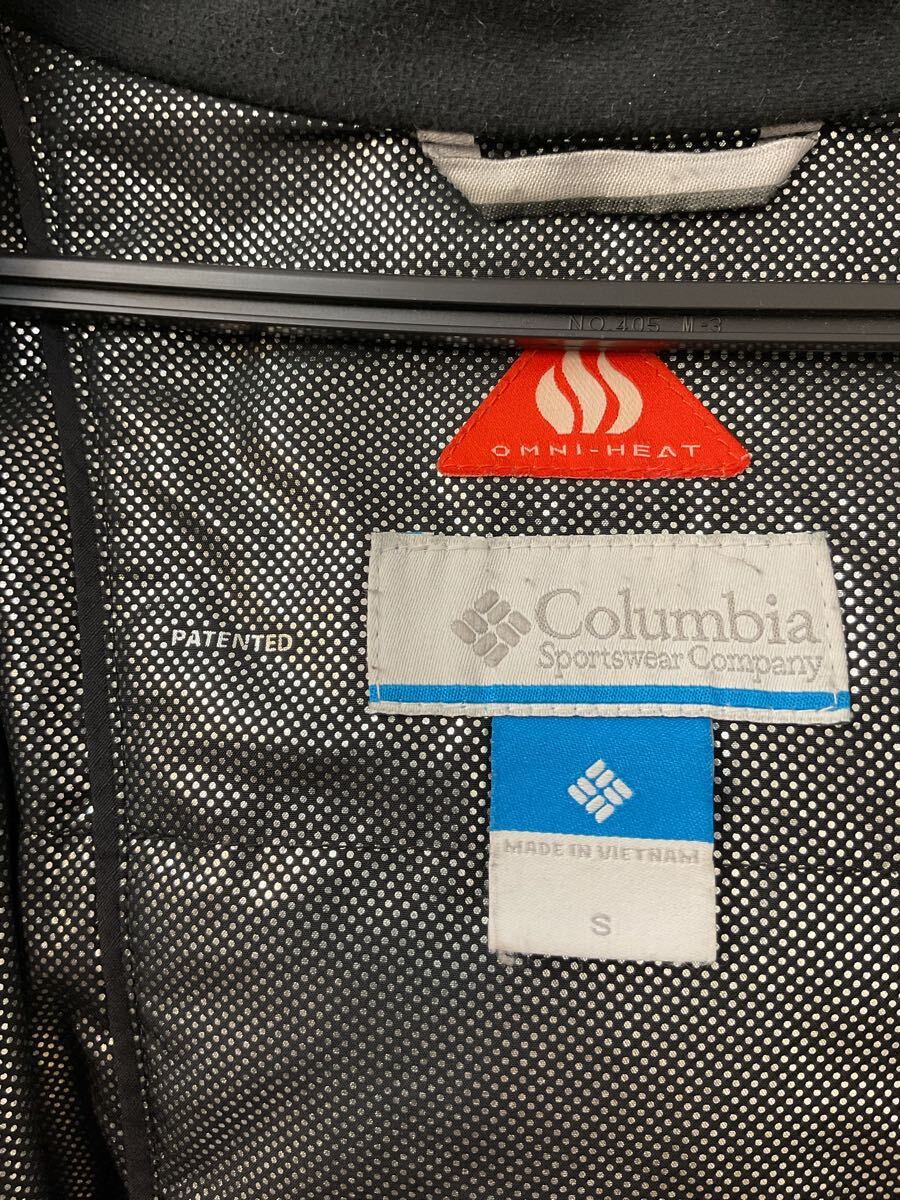 NO.405 M-3
OMNI-HEAT
PATENTED
Columbia
Sportswear Company
MADE IN VIETNAM
S